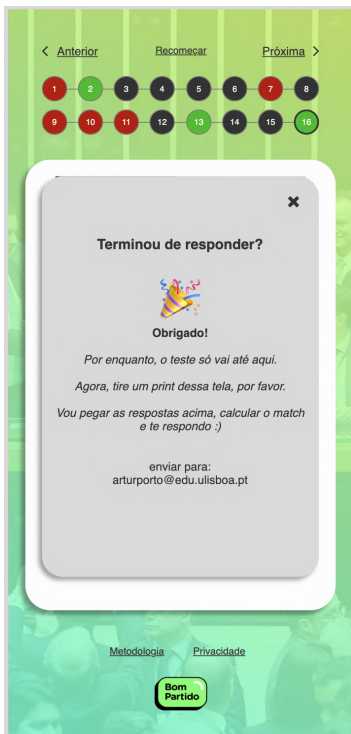 Anterior
Recomeçar
Próxima
1 2 3 4 5 6 7 8
9 10 11 12 13 14 15 16
Terminou de responder?
Obrigado!
Por enquanto, o teste só vai até aqui.
Agora, tire um print dessa tela, por favor.
Vou pegar as respostas acima, calcular o match
e te respondo :)
enviar para:
arturporto@edu.ulisboa.pt
Metodologia
Privacidade
Bom
Partido